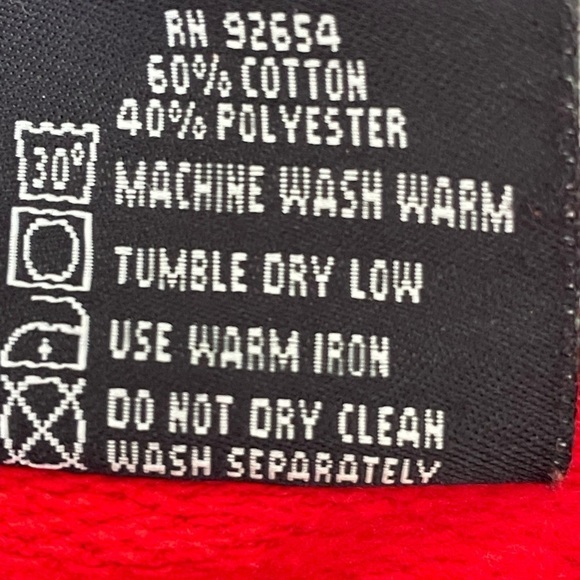 RN 92654
60% COTTON
40% POLYESTER
30° MACHINE WASH WARM
TUMBLE DRY LOW
USE WARM IRON
DO NOT DRY CLEAN
WASH SEPARATELY